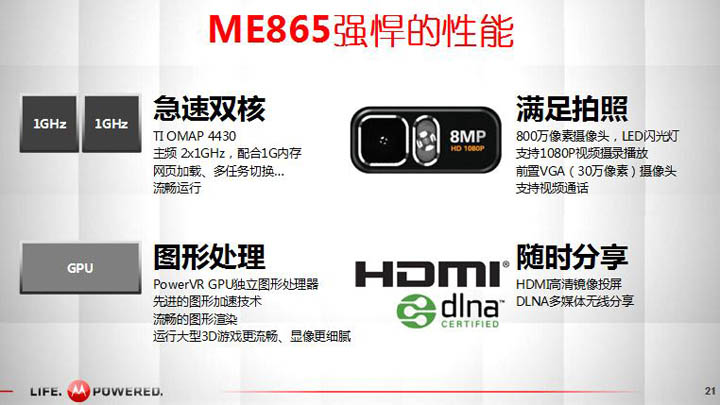 ME865强悍的性能
1GHz 1GHz
急速双核
TI OMAP 4430
主频 2x1GHz，配合1G内存
网页加载、多任务切换...
流畅运行
8MP
HD 1080P
满足拍照
800万像素摄像头，LED闪光灯
支持1080P视频摄录播放
前置VGA（30万像素）摄像头
支持视频通话
GPU
图形处理
PowerVR GPU独立图形处理器
先进的图形加速技术
流畅的图形渲染
运行大型3D游戏更流畅、显像更细腻
HDMI®
dlna™
CERTIFIED
随时分享
HDMI高清镜像投屏
DLNA多媒体无线分享
LIFE. POWERED.
21